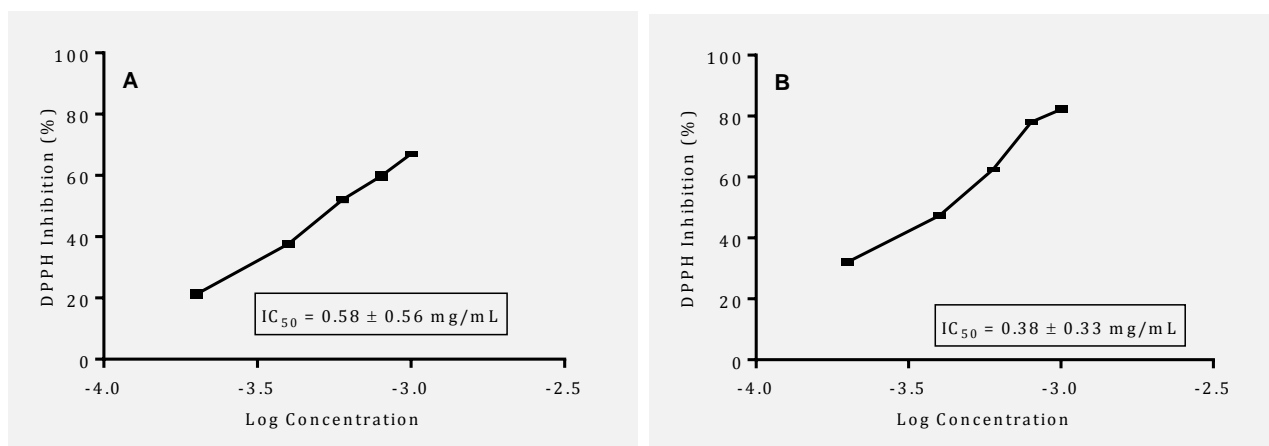 A
100
80
60
40
20
0
DPPH Inhibition (%)
IC50 = 0.58 ± 0.56 mg/mL
-4.0 -3.5 -3.0 -2.5
Log Concentration
B
100
80
60
40
20
0
DPPH Inhibition (%)
IC50 = 0.38 ± 0.33 mg/mL
-4.0 -3.5 -3.0 -2.5
Log Concentration